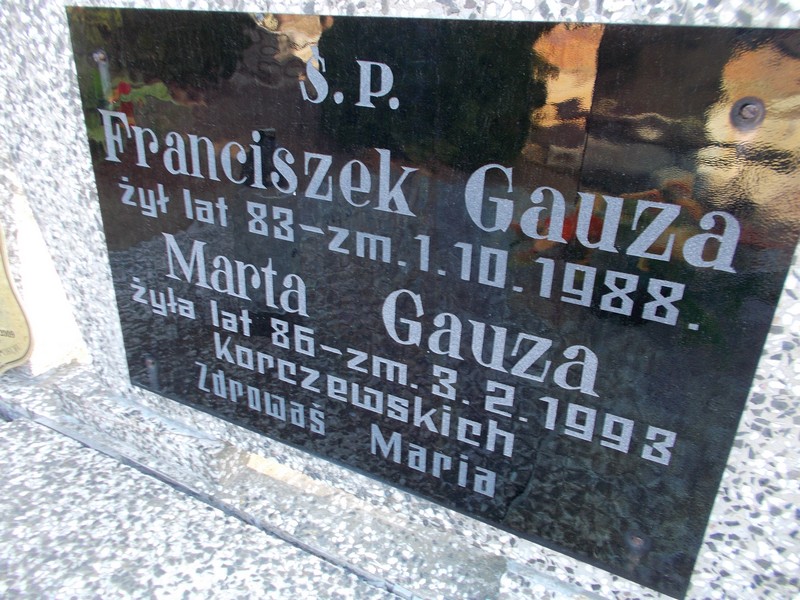 Ś.P.
Franciszek Gauza
żył lat 83-zm.1.10.1988.
Marta Gauza
żyła lat 86-zm.3.2.1993
Korczewskich
Zdrowaś Maria